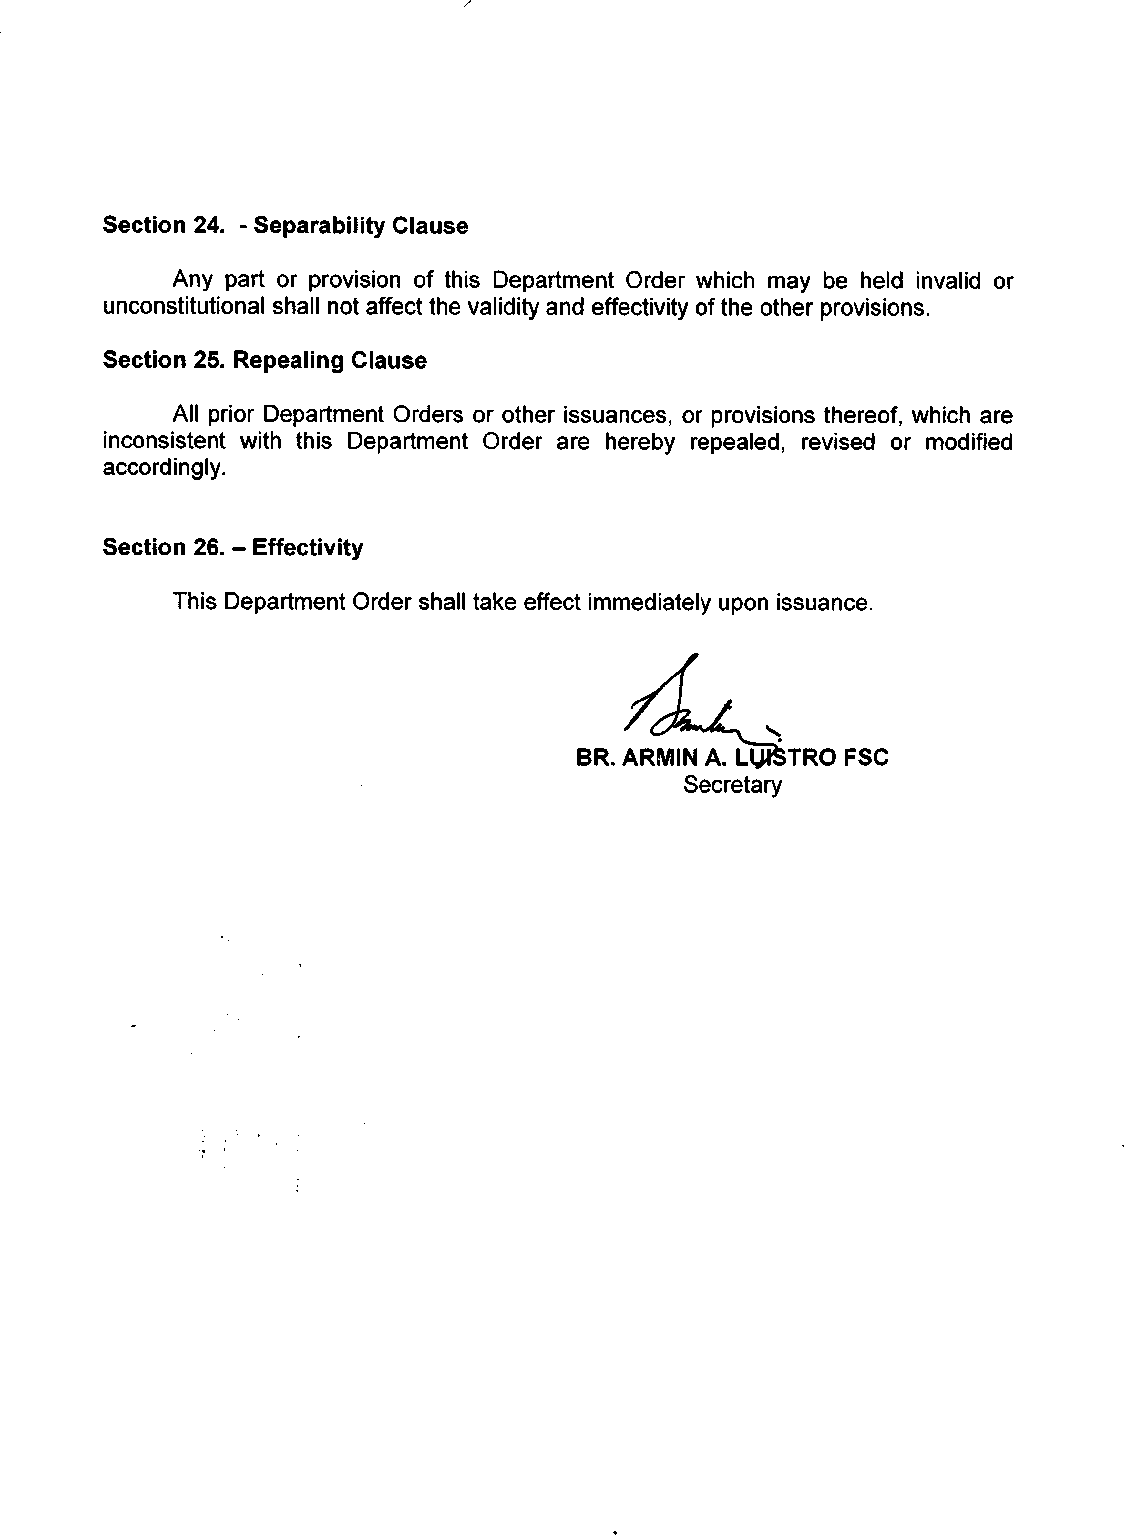 Section 24.  - Separability Clause
Any part or provision of this Department Order which may be held invalid or
unconstitutional shall not affect the validity and effectivity of the other provisions.
Section 25. Repealing Clause
All prior Department Orders or other issuances, or provisions thereof, which are
inconsistent with this Department Order are hereby repealed, revised or modified
accordingly.
Section 26. – Effectivity
This Department Order shall take effect immediately upon issuance.
BR. ARMIN A. LUISTRO FSC
Secretary